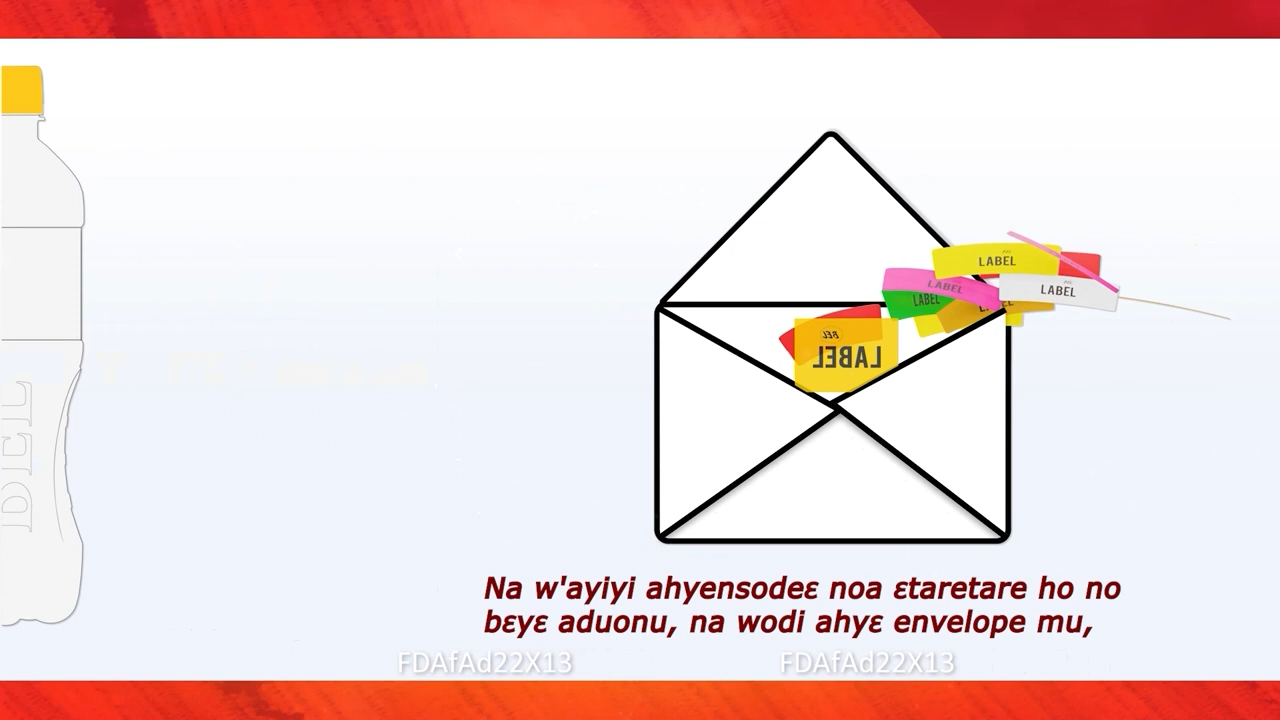 LABEL
LABEL
LABEL
LABEL
LABEL
Na w'ayiyi ahyensodeɛ noa ɛtaretare ho no
bɛyɛ aduonu, na wodi ahyɛ envelope mu,
FDAfAd22X13 FDAfAd22X13